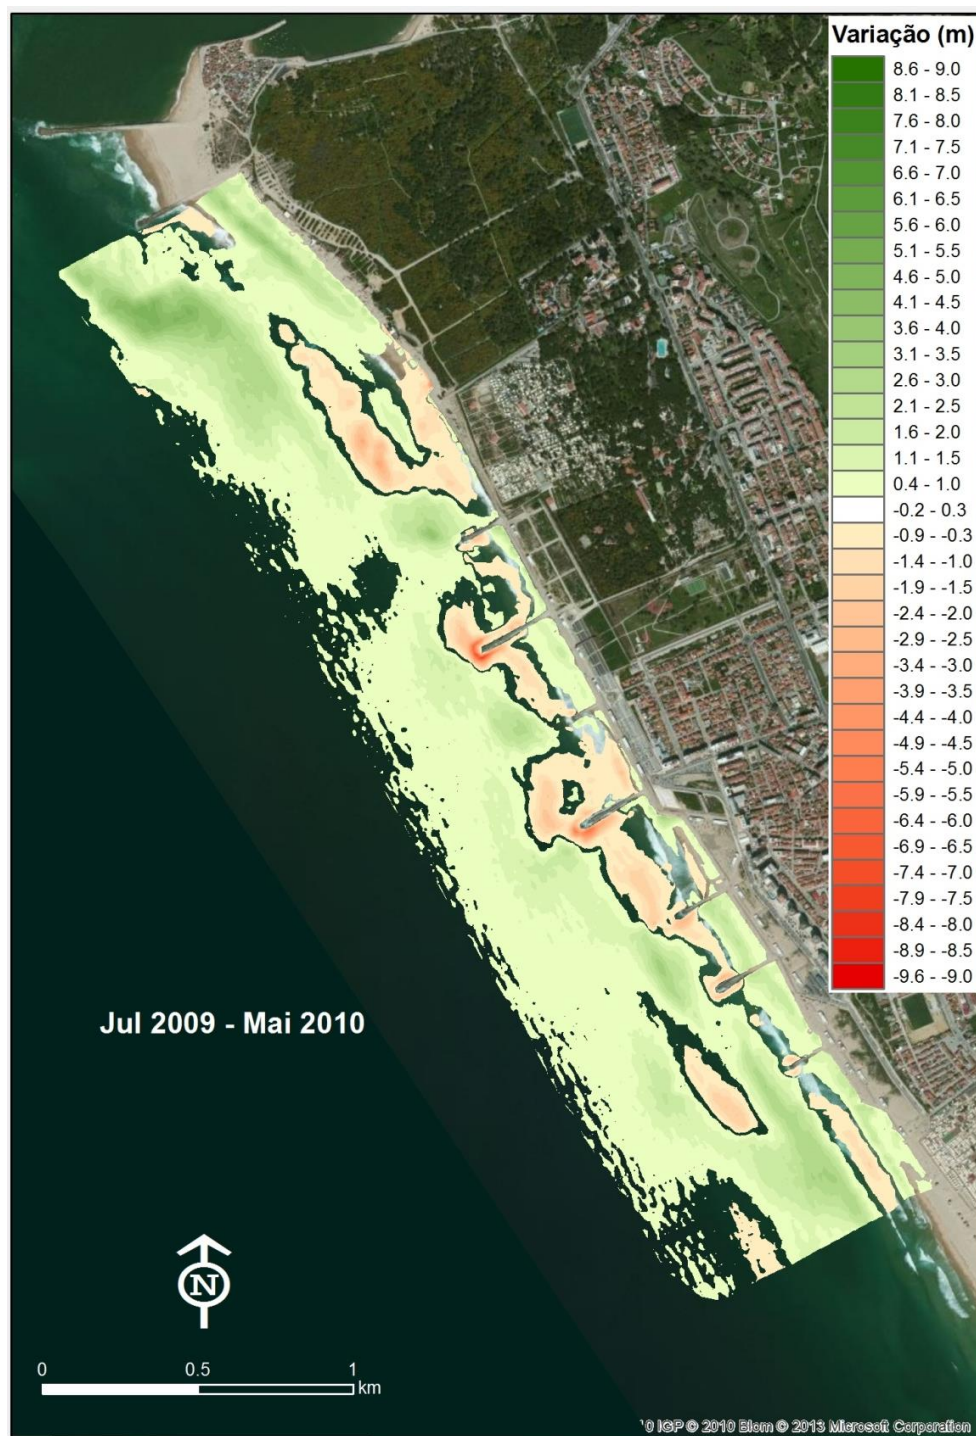 Variação (m)
8.6 - 9.0
8.1 - 8.5
7.6 - 8.0
7.1 - 7.5
6.6 - 7.0
6.1 - 6.5
5.6 - 6.0
5.1 - 5.5
4.6 - 5.0
4.1 - 4.5
3.6 - 4.0
3.1 - 3.5
2.6 - 3.0
2.1 - 2.5
1.6 - 2.0
1.1 - 1.5
0.4 - 1.0
-0.2 - 0.3
-0.9 - -0.3
-1.4 - -1.0
-1.9 - -1.5
-2.4 - -2.0
-2.9 - -2.5
-3.4 - -3.0
-3.9 - -3.5
-4.4 - -4.0
-4.9 - -4.5
-5.4 - -5.0
-5.9 - -5.5
-6.4 - -6.0
-6.9 - -6.5
-7.4 - -7.0
-7.9 - -7.5
-8.4 - -8.0
-8.9 - -8.5
-9.6 - -9.0
Jul 2009 - Mai 2010
N
0 0.5 1
km
0 IGP © 2010 Blom © 2013 Microsoft Corporation